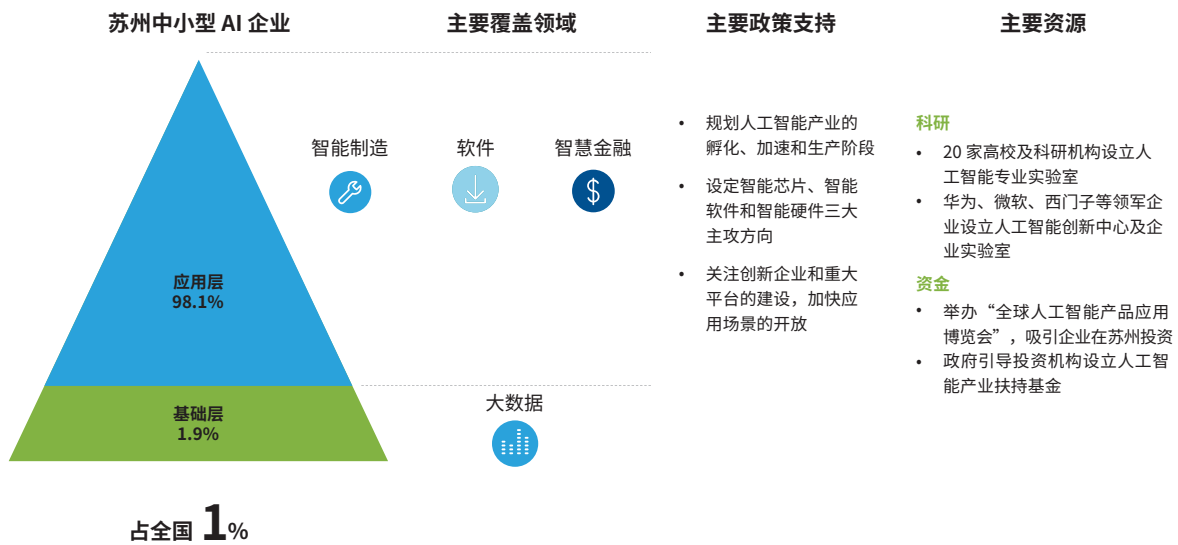 苏州中小型 AI 企业
主要覆盖领域
主要政策支持
主要资源
应用层
98.1%
基础层
1.9%
占全国 1%
智能制造
软件
智慧金融
大数据
• 规划人工智能产业的
孵化、加速和生产阶段
• 设定智能芯片、智能
软件和智能硬件三大
主攻方向
• 关注创新企业和重大
平台的建设，加快应
用场景的开放
科研
• 20 家高校及科研机构设立人
工智能专业实验室
• 华为、微软、西门子等领军企
业设立人工智能创新中心及企
业实验室
资金
• 举办“全球人工智能产品应用
博览会”，吸引企业在苏州投资
• 政府引导投资机构设立人工智
能产业扶持基金